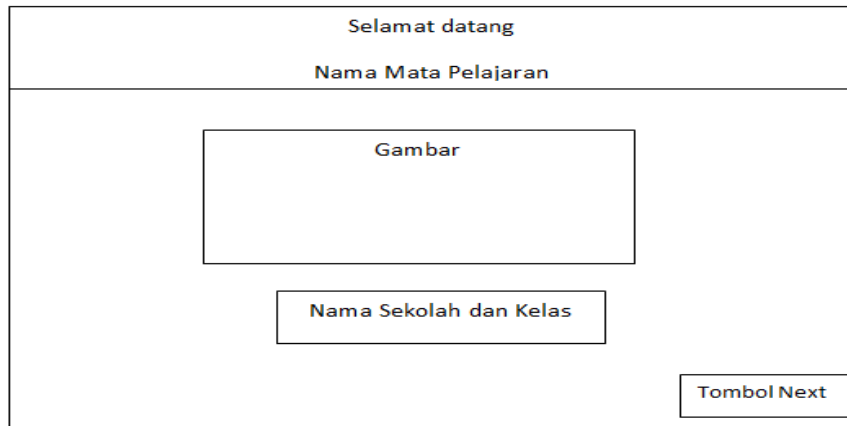 Selamat datang
Nama Mata Pelajaran
Gambar
Nama Sekolah dan Kelas
Tombol Next